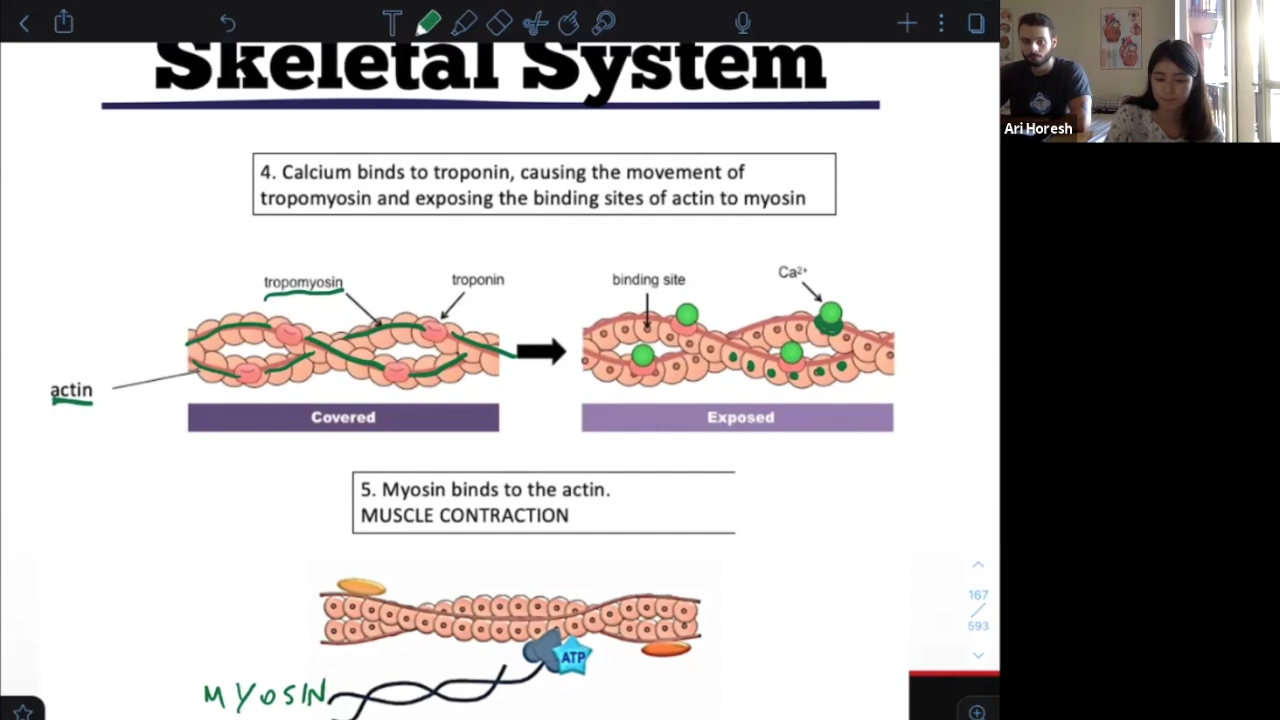 Skeletal System
Ari Horesh
4. Calcium binds to troponin, causing the movement of
tropomyosin and exposing the binding sites of actin to myosin
tropomyosin
troponin
binding site
Ca²⁺
actin
Covered
Exposed
5. Myosin binds to the actin.
MUSCLE CONTRACTION
167
593
ATP
MYOSIN